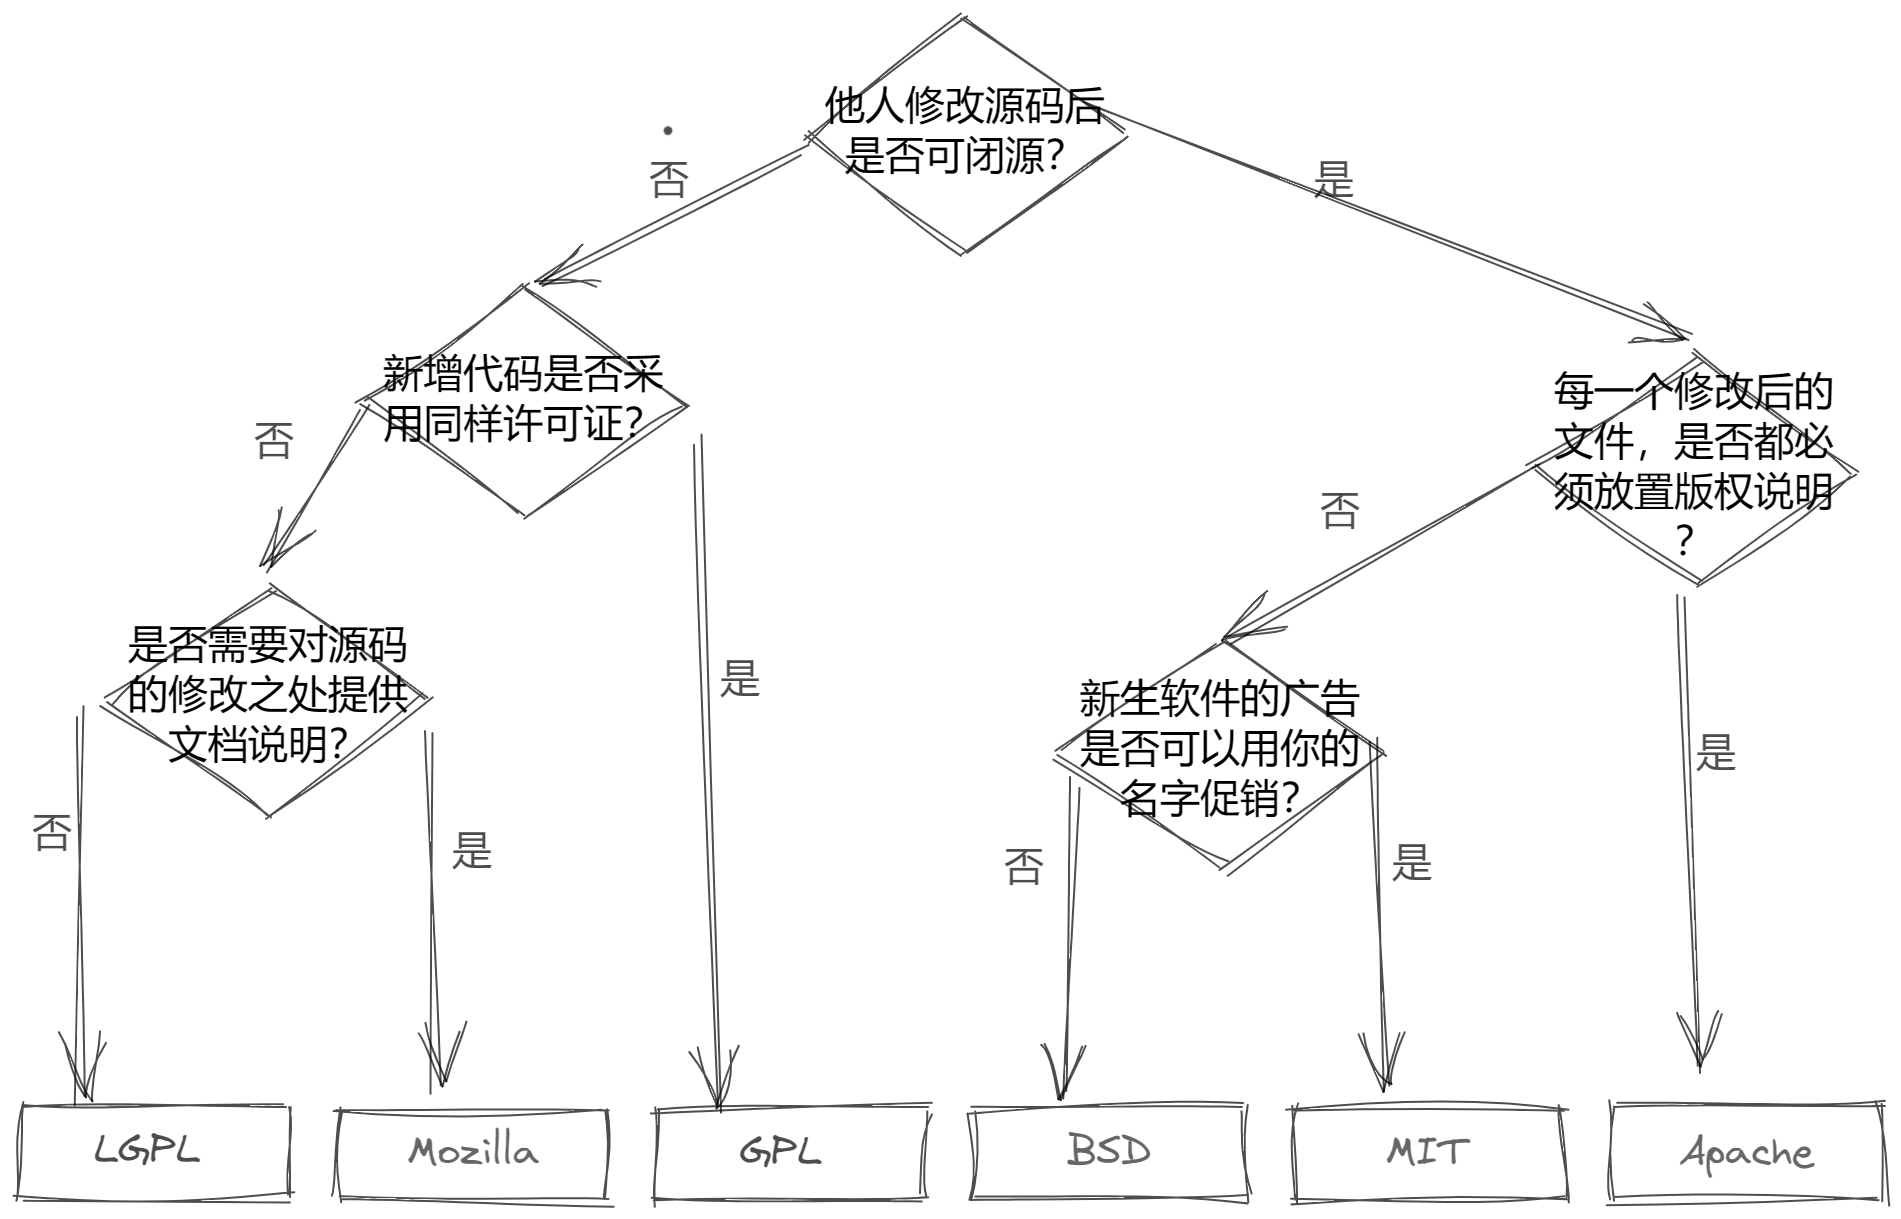 他人修改源码后
是否可闭源?
否
是
新增代码是否采
用同样许可证?
每一个修改后的
文件，是否都必
须放置版权说明
?
否
否
是否需要对源码
的修改之处提供
文档说明?
是
新生软件的广告
是否可以用你的
名字促销?
是
否
是
否
是
LGPL
Mozilla
GPL
BSD
MIT
Apache